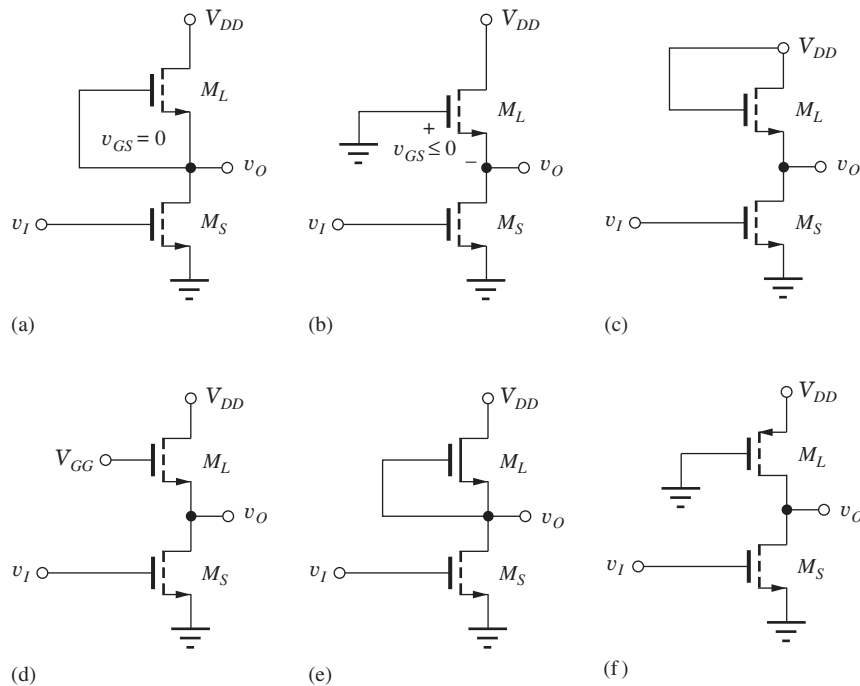 V_DD
M_L
v_GS = 0
v_O
v_I
M_S
(a)
V_DD
M_L
+
v_GS ≤ 0
–
v_O
v_I
M_S
(b)
V_DD
M_L
v_O
v_I
M_S
(c)
V_DD
V_GG
M_L
v_O
v_I
M_S
(d)
V_DD
M_L
v_O
v_I
M_S
(e)
V_DD
M_L
v_O
v_I
M_S
(f)